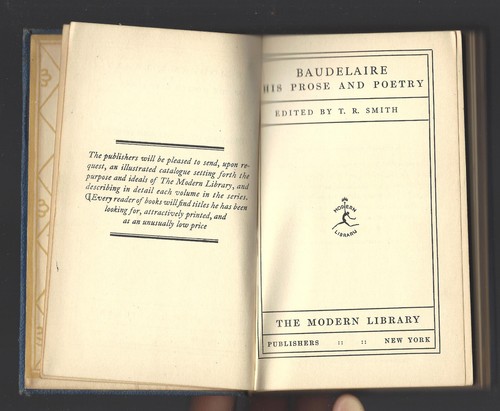 The publishers will be pleased to send, upon re-
quest, an illustrated catalogue setting forth the
purpose and ideals of The Modern Library, and
describing in detail each volume in the series.
¶Every reader of books will find titles he has been
looking for, attractively printed, and
at an unusually low price
BAUDELAIRE
HIS PROSE AND POETRY
EDITED BY T. R. SMITH
MODERN
LIBRARY
THE MODERN LIBRARY
PUBLISHERS :: :: NEW YORK